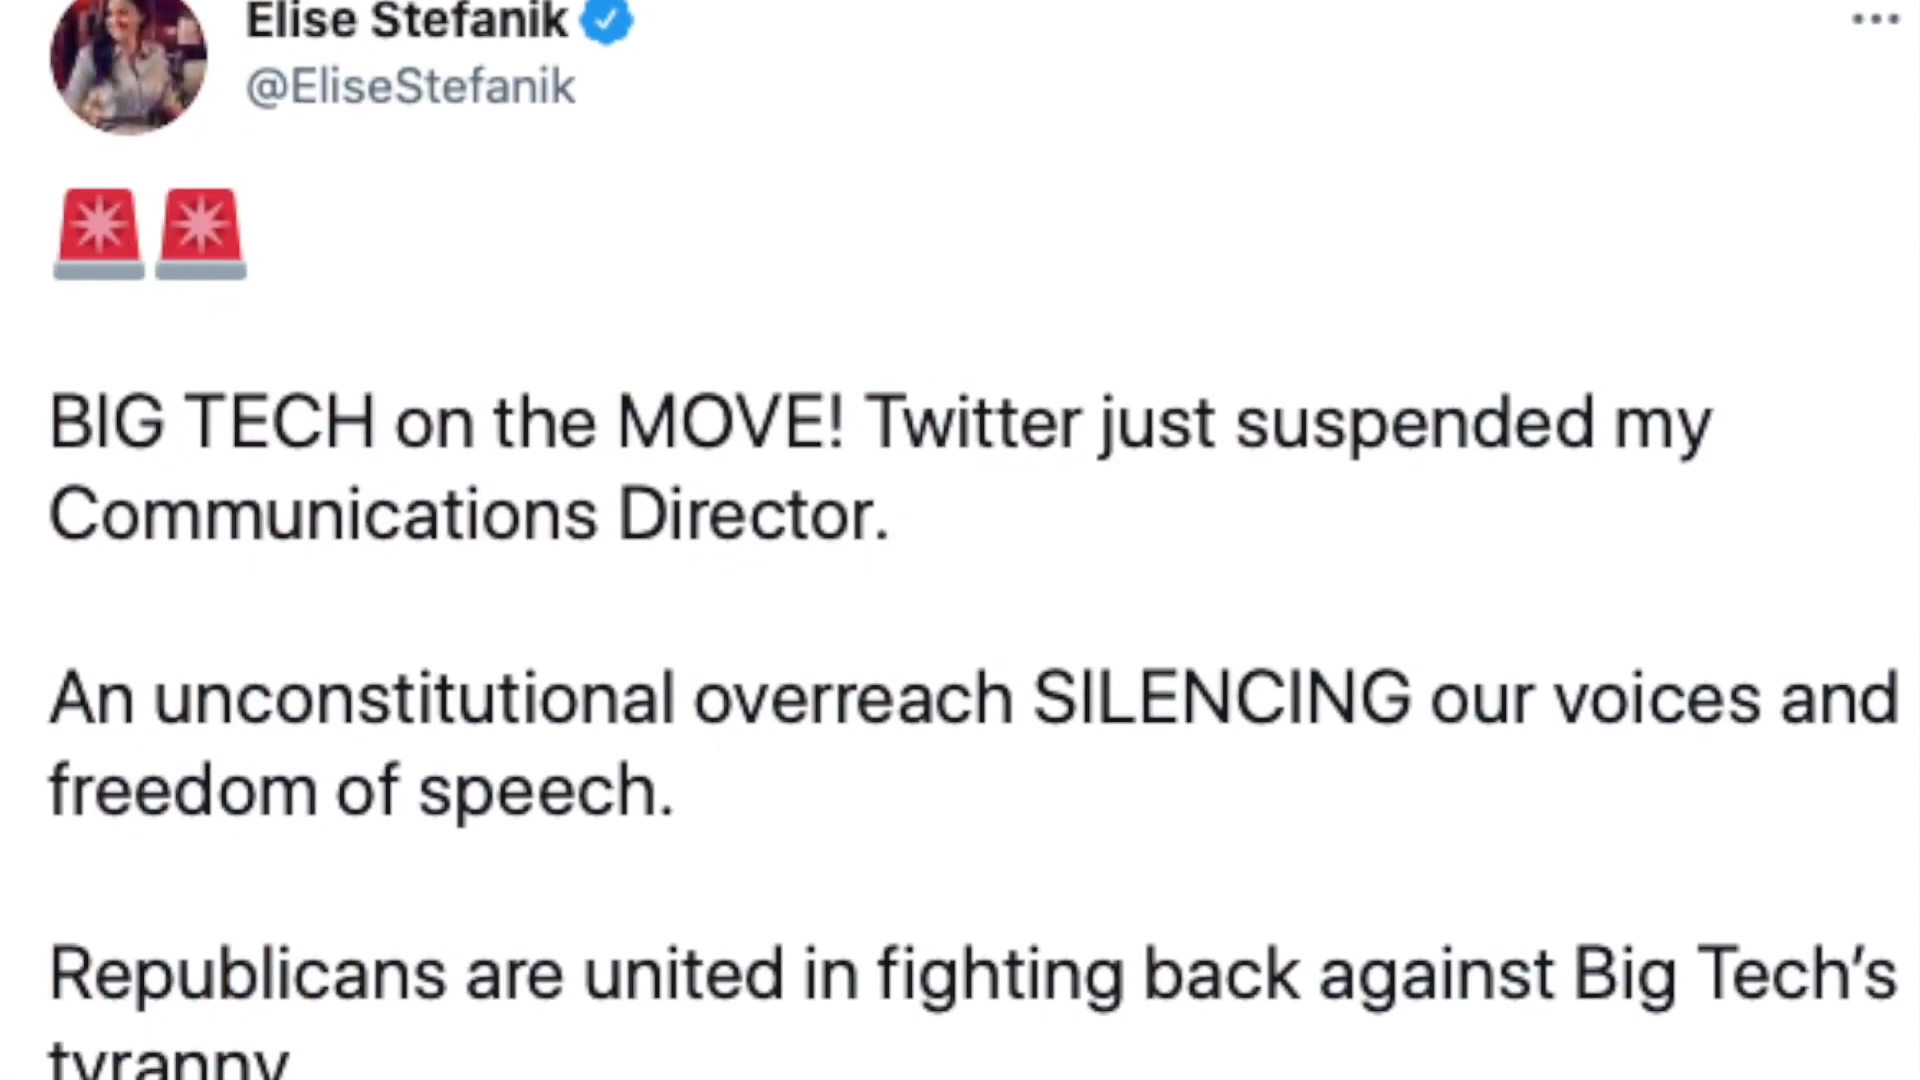 Elise Stefanik
@EliseStefanik
BIG TECH on the MOVE! Twitter just suspended my
Communications Director.
An unconstitutional overreach SILENCING our voices and
freedom of speech.
Republicans are united in fighting back against Big Tech’s
tyranny